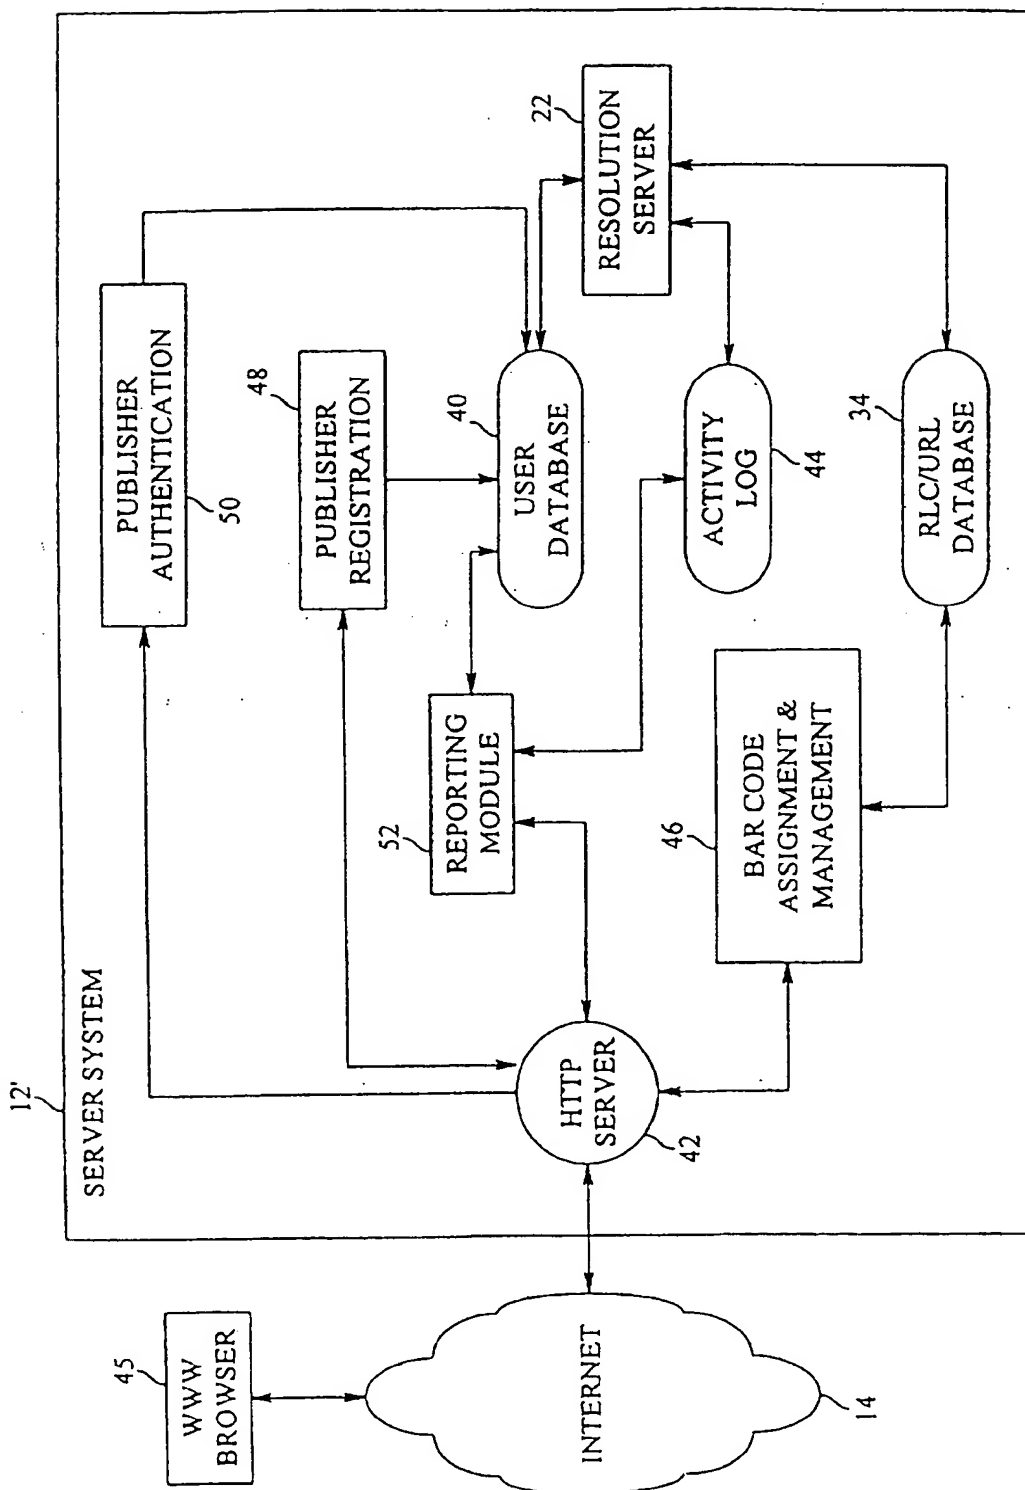 12'
SERVER SYSTEM
45
WWW
BROWSER
INTERNET
14
HTTP
SERVER
42
PUBLISHER
AUTHENTICATION
50
48
PUBLISHER
REGISTRATION
52
REPORTING
MODULE
40
USER
DATABASE
22
RESOLUTION
SERVER
ACTIVITY
LOG
44
46
BAR CODE
ASSIGNMENT &
MANAGEMENT
34
RLC/URL
DATABASE